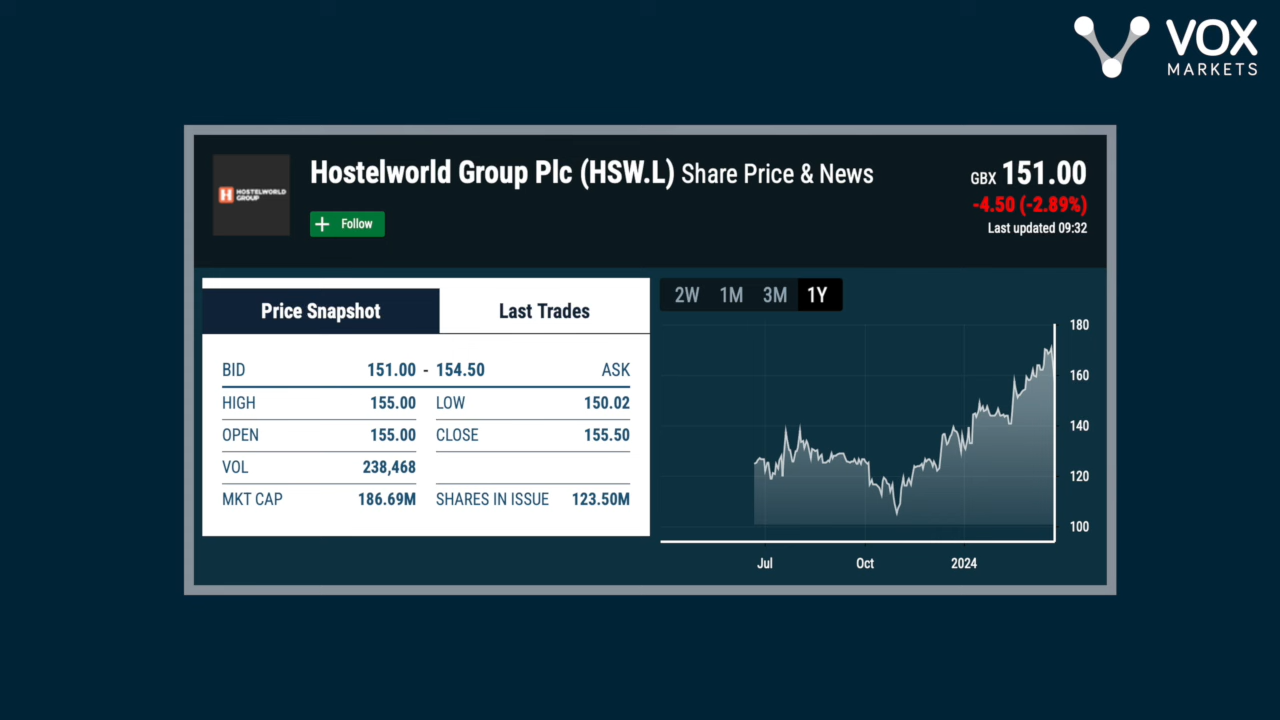 VOX
MARKETS
HOSTELWORLD
GROUP
Hostelworld Group Plc (HSW.L) Share Price & News
+ Follow
GBX 151.00
-4.50 (-2.89%)
Last updated 09:32
Price Snapshot
Last Trades
BID 151.00 - 154.50 ASK
HIGH 155.00 LOW 150.02
OPEN 155.00 CLOSE 155.50
VOL 238,468
MKT CAP 186.69M SHARES IN ISSUE 123.50M
2W 1M 3M 1Y
180
160
140
120
100
Jul Oct 2024